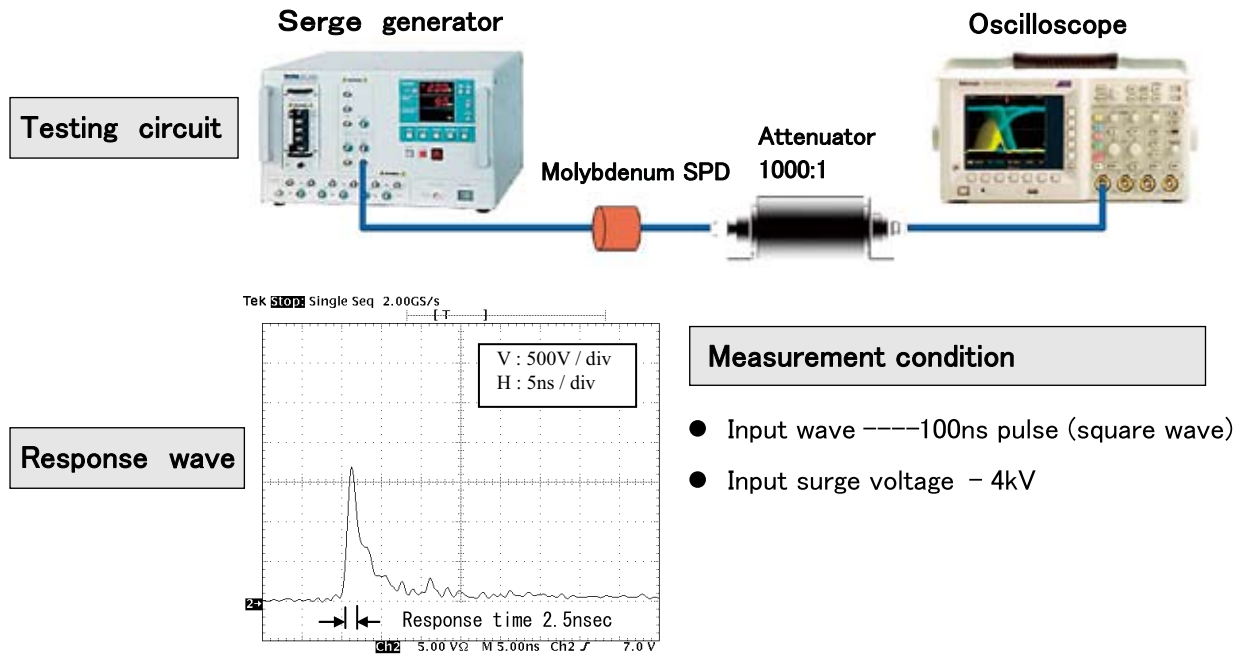 Serge generator
Oscilloscope
Testing circuit
Attenuator
1000:1
Molybdenum SPD
Tek Stop: Single Seq 2.00GS/s
[ T ]
V : 500V / div
H : 5ns / div
Measurement condition
● Input wave ----100ns pulse (square wave)
● Input surge voltage - 4kV
Response wave
2→
Response time 2.5nsec
Ch2 5.00 VΩ M 5.00ns Ch2 ƒ 7.0 V